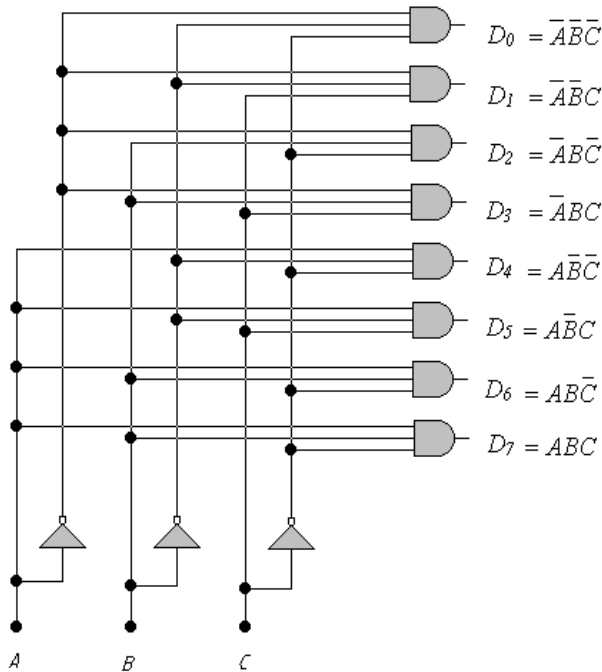 D₀ = A̅B̅C̅
D₁ = A̅B̅C
D₂ = A̅BC̅
D₃ = A̅BC
D₄ = AB̅C̅
D₅ = AB̅C
D₆ = ABC̅
D₇ = ABC
A B C